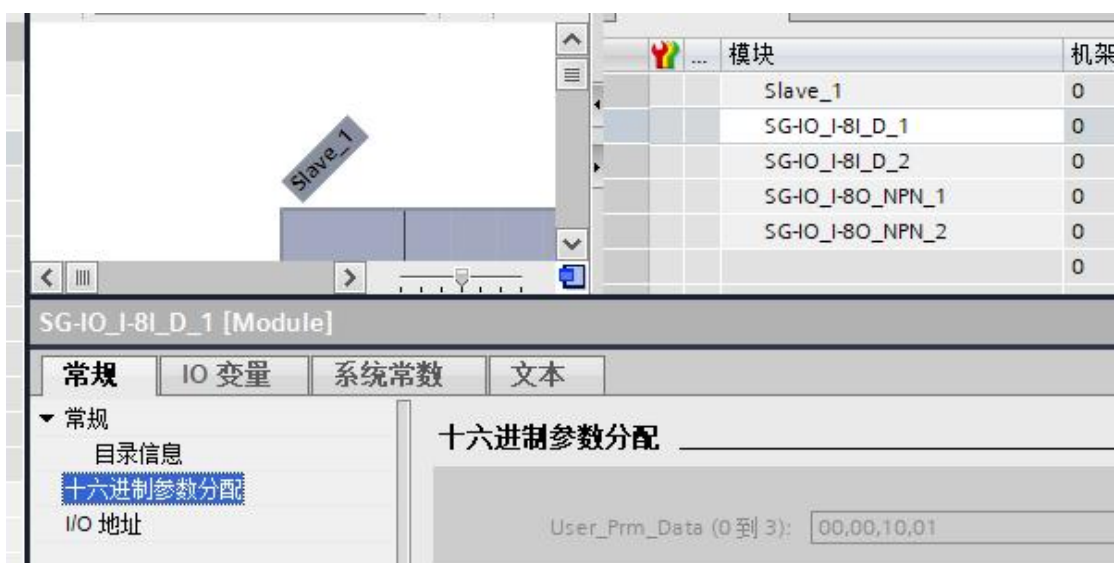 ... 模块 机架
Slave_1 0
SG-IO_I-8I_D_1 0
SG-IO_I-8I_D_2 0
SG-IO_I-8O_NPN_1 0
SG-IO_I-8O_NPN_2 0
0
Slave_1
SG-IO_I-8I_D_1 [Module]
常规 IO 变量 系统常数 文本
常规
目录信息
十六进制参数分配
I/O 地址
十六进制参数分配
User_Prm_Data (0 到 3): 00,00,10,01